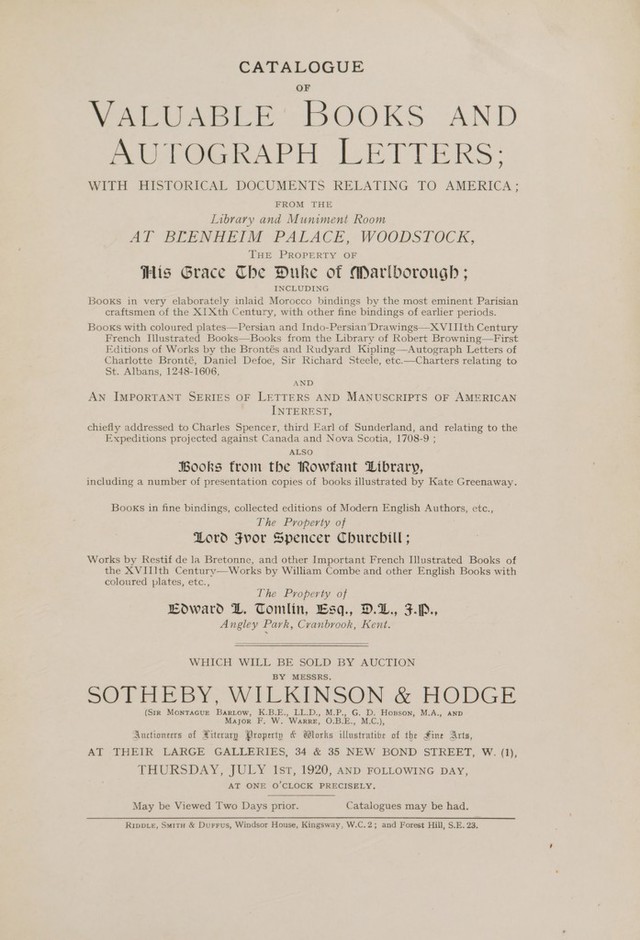 CATALOGUE
OF
VALUABLE BOOKS AND
AUTOGRAPH LETTERS;
WITH HISTORICAL DOCUMENTS RELATING TO AMERICA;
FROM THE
Library and Muniment Room
AT BLENHEIM PALACE, WOODSTOCK,
THE PROPERTY OF
His Grace The Duke of Marlborough;
INCLUDING
BOOKS in very elaborately inlaid Morocco bindings by the most eminent Parisian
craftsmen of the XIXth Century, with other fine bindings of earlier periods.
BOOKS with coloured plates—Persian and Indo-Persian Drawings—XVIIIth Century
French Illustrated Books—Books from the Library of Robert Browning—First
Editions of Works by the Brontës and Rudyard Kipling—Autograph Letters of
Charlotte Brontë, Daniel Defoe, Sir Richard Steele, etc.—Charters relating to
St. Albans, 1248-1606,
AND
AN IMPORTANT SERIES OF LETTERS AND MANUSCRIPTS OF AMERICAN
INTEREST,
chiefly addressed to Charles Spencer, third Earl of Sunderland, and relating to the
Expeditions projected against Canada and Nova Scotia, 1708-9 ;
ALSO
Books from the Rowfant Library,
including a number of presentation copies of books illustrated by Kate Greenaway.
BOOKS in fine bindings, collected editions of Modern English Authors, etc.,
The Property of
Lord Ivor Spencer Churchill;
Works by Restif de la Bretonne, and other Important French Illustrated Books of
the XVIIIth Century—Works by William Combe and other English Books with
coloured plates, etc.,
The Property of
Edward L. Tomlin, Esq., D.L., J.P.,
Angley Park, Cranbrook, Kent.
WHICH WILL BE SOLD BY AUCTION
BY MESSRS.
SOTHEBY, WILKINSON & HODGE
(SIR MONTAGUE BARLOW, K.B.E., LL.D., M.P., G. D. HOBSON, M.A., AND
MAJOR F. W. WARRE, O.B.E., M.C.),
Auctioneers of Literary Property & Works illustrative of the Fine Arts,
AT THEIR LARGE GALLERIES, 34 & 35 NEW BOND STREET, W. (1),
THURSDAY, JULY 1ST, 1920, AND FOLLOWING DAY,
AT ONE O'CLOCK PRECISELY.
May be Viewed Two Days prior. Catalogues may be had.
RIDDLE, SMITH & DUFFUS, Windsor House, Kingsway, W.C. 2 ; and Forest Hill, S.E. 23.